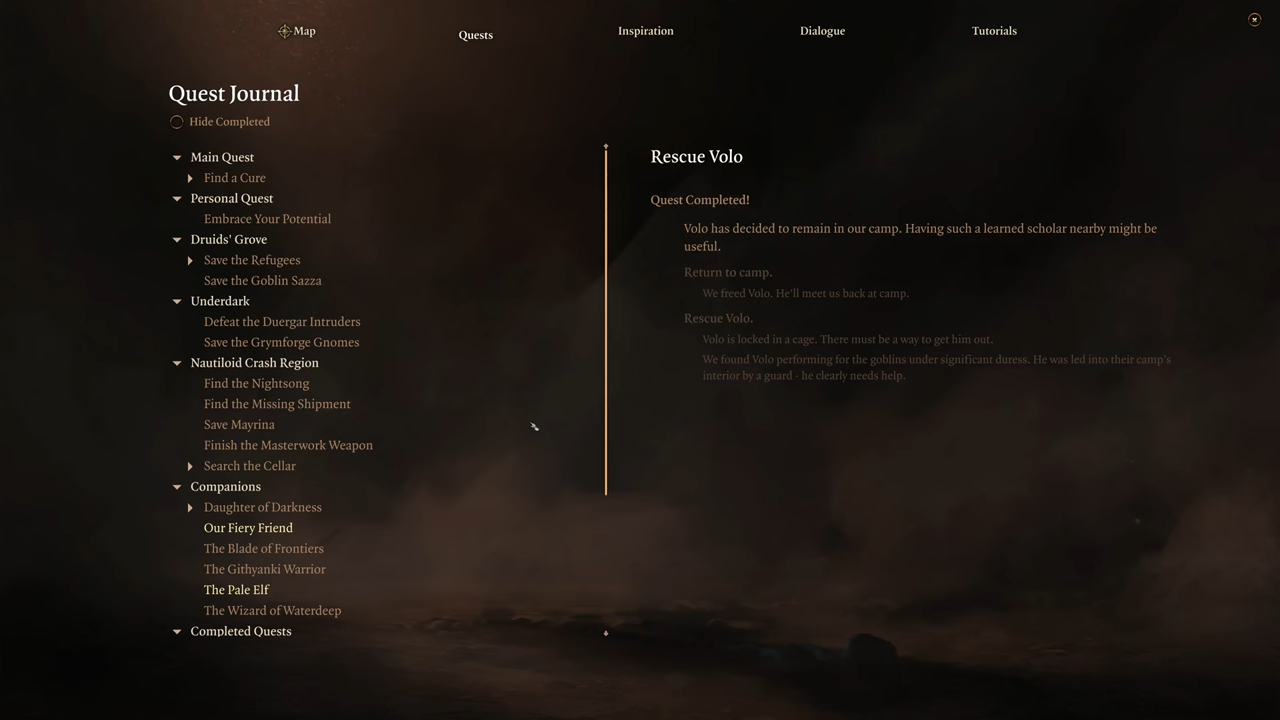 Map
Quests
Inspiration
Dialogue
Tutorials
Quest Journal
Hide Completed
Main Quest
Find a Cure
Personal Quest
Embrace Your Potential
Druids' Grove
Save the Refugees
Save the Goblin Sazza
Underdark
Defeat the Duergar Intruders
Save the Grymforge Gnomes
Nautiloid Crash Region
Find the Nightsong
Find the Missing Shipment
Save Mayrina
Finish the Masterwork Weapon
Search the Cellar
Companions
Daughter of Darkness
Our Fiery Friend
The Blade of Frontiers
The Githyanki Warrior
The Pale Elf
The Wizard of Waterdeep
Completed Quests
Rescue Volo
Quest Completed!
Volo has decided to remain in our camp. Having such a learned scholar nearby might be
useful.
Return to camp.
We freed Volo. He'll meet us back at camp.
Rescue Volo.
Volo is locked in a cage. There must be a way to get him out.
We found Volo performing for the goblins under significant duress. He was led into their camp's
interior by a guard - he clearly needs help.